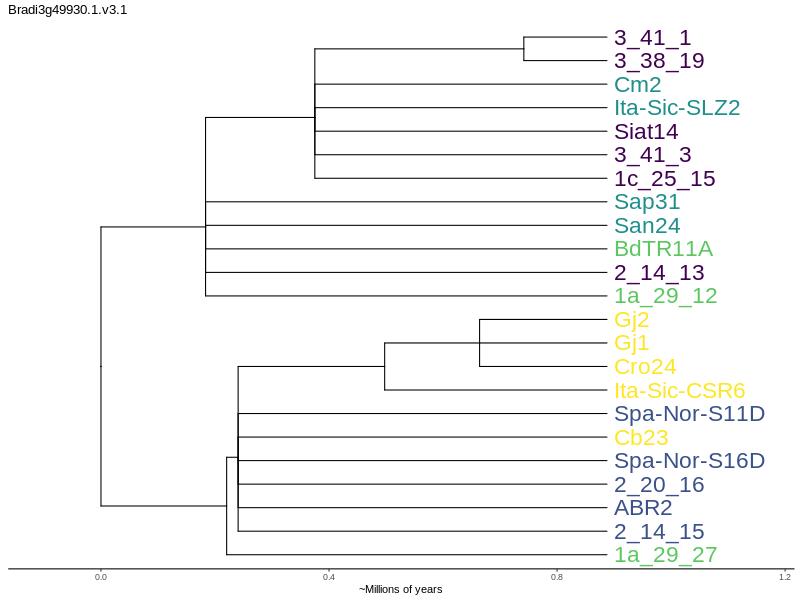 Bradi3g49930.1.v3.1
3_41_1
3_38_19
Cm2
Ita-Sic-SLZ2
Siat14
3_41_3
1c_25_15
Sap31
San24
BdTR11A
2_14_13
1a_29_12
Gj2
Gj1
Cro24
Ita-Sic-CSR6
Spa-Nor-S11D
Cb23
Spa-Nor-S16D
2_20_16
ABR2
2_14_15
1a_29_27
0.0 0.4 0.8 1.2
~Millions of years